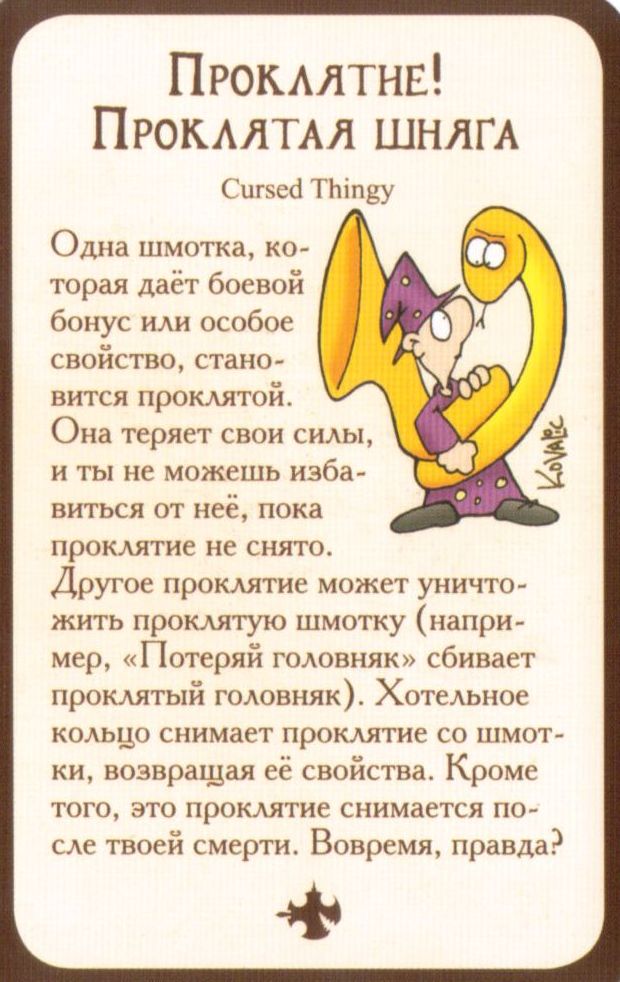 Проклятие!
Проклятая шняга
Cursed Thingy
Одна шмотка, ко-
торая даёт боевой
бонус или особое
свойство, стано-
вится проклятой.
Она теряет свои силы,
и ты не можешь изба-
виться от неё, пока
проклятие не снято.
Другое проклятие может уничто-
жить проклятую шмотку (напри-
мер, «Потеряй головняк» сбивает
проклятый головняк). Хотельное
кольцо снимает проклятие со шмот-
ки, возвращая её свойства. Кроме
того, это проклятие снимается по-
сле твоей смерти. Вовремя, правда?
Kovalic